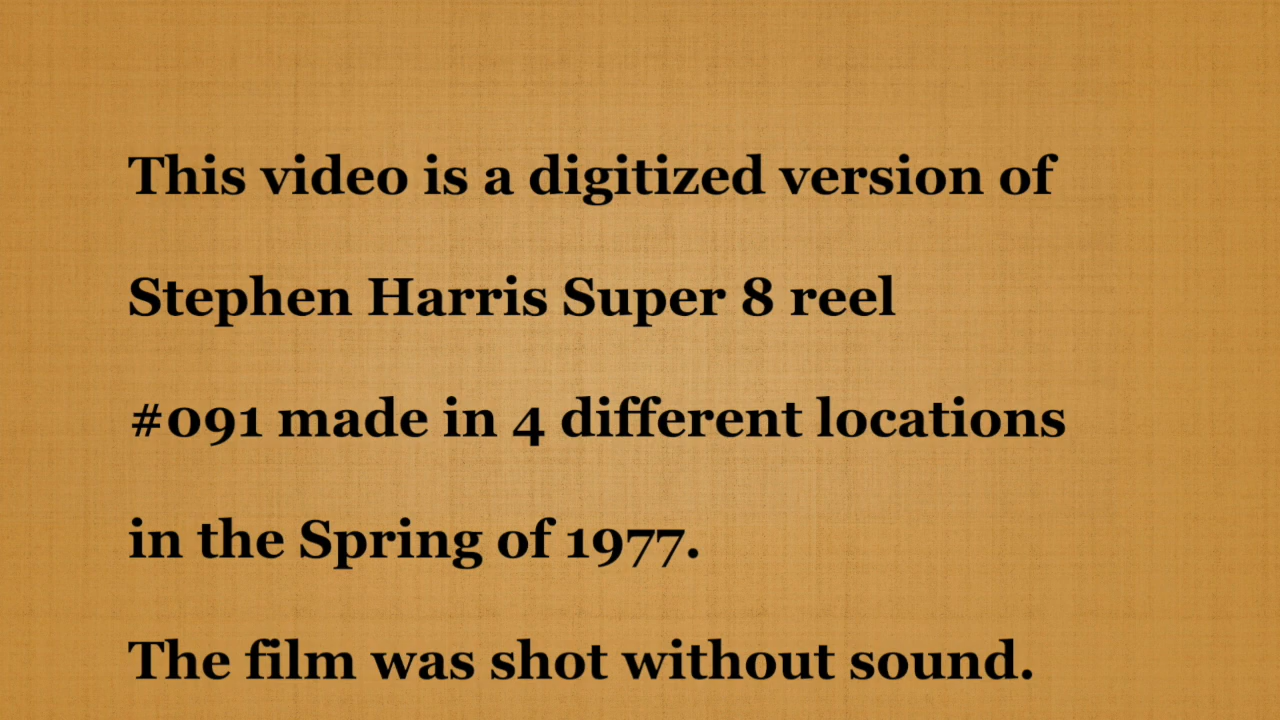 This video is a digitized version of
Stephen Harris Super 8 reel
#091 made in 4 different locations
in the Spring of 1977.
The film was shot without sound.